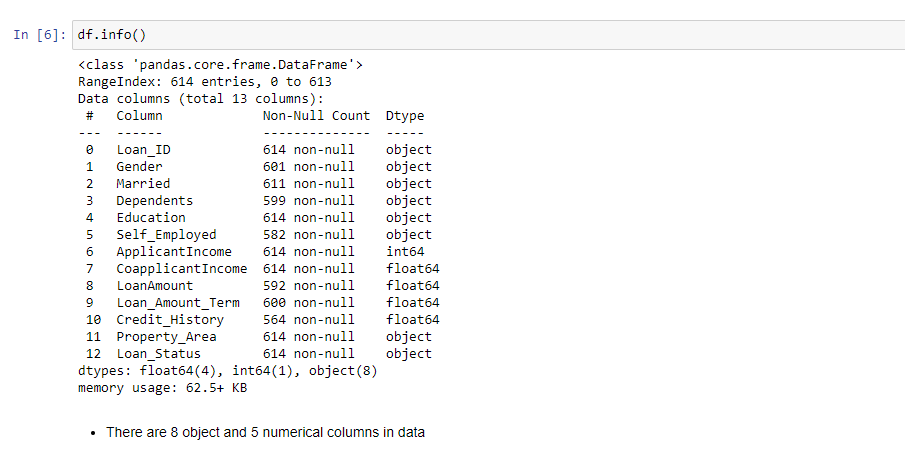 In [6]: df.info()
<class 'pandas.core.frame.DataFrame'>
RangeIndex: 614 entries, 0 to 613
Data columns (total 13 columns):
 #   Column             Non-Null Count  Dtype
---  ------             --------------  -----
 0   Loan_ID            614 non-null    object
 1   Gender             601 non-null    object
 2   Married            611 non-null    object
 3   Dependents         599 non-null    object
 4   Education          614 non-null    object
 5   Self_Employed      582 non-null    object
 6   ApplicantIncome    614 non-null    int64
 7   CoapplicantIncome  614 non-null    float64
 8   LoanAmount         592 non-null    float64
 9   Loan_Amount_Term   600 non-null    float64
 10  Credit_History     564 non-null    float64
 11  Property_Area      614 non-null    object
 12  Loan_Status        614 non-null    object
dtypes: float64(4), int64(1), object(8)
memory usage: 62.5+ KB
• There are 8 object and 5 numerical columns in data